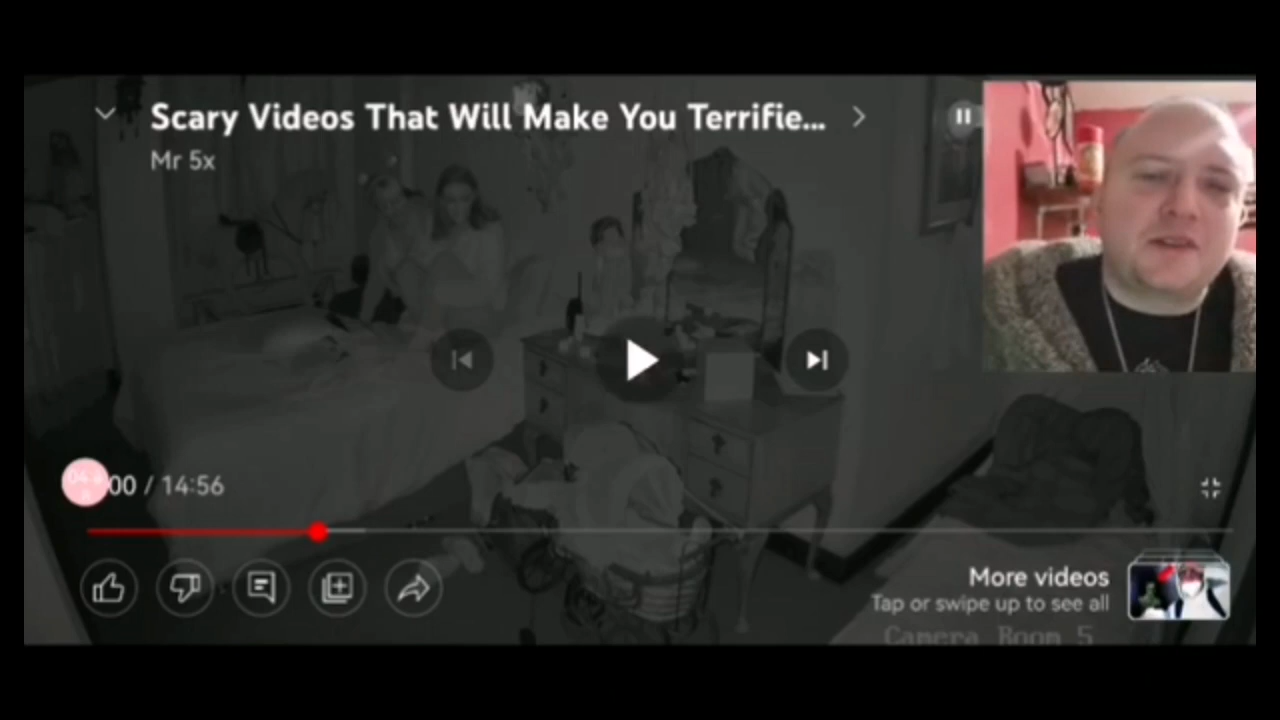 Scary Videos That Will Make You Terrifie...
Mr 5x
00 / 14:56
More videos
Tap or swipe up to see all
Camera Room 5